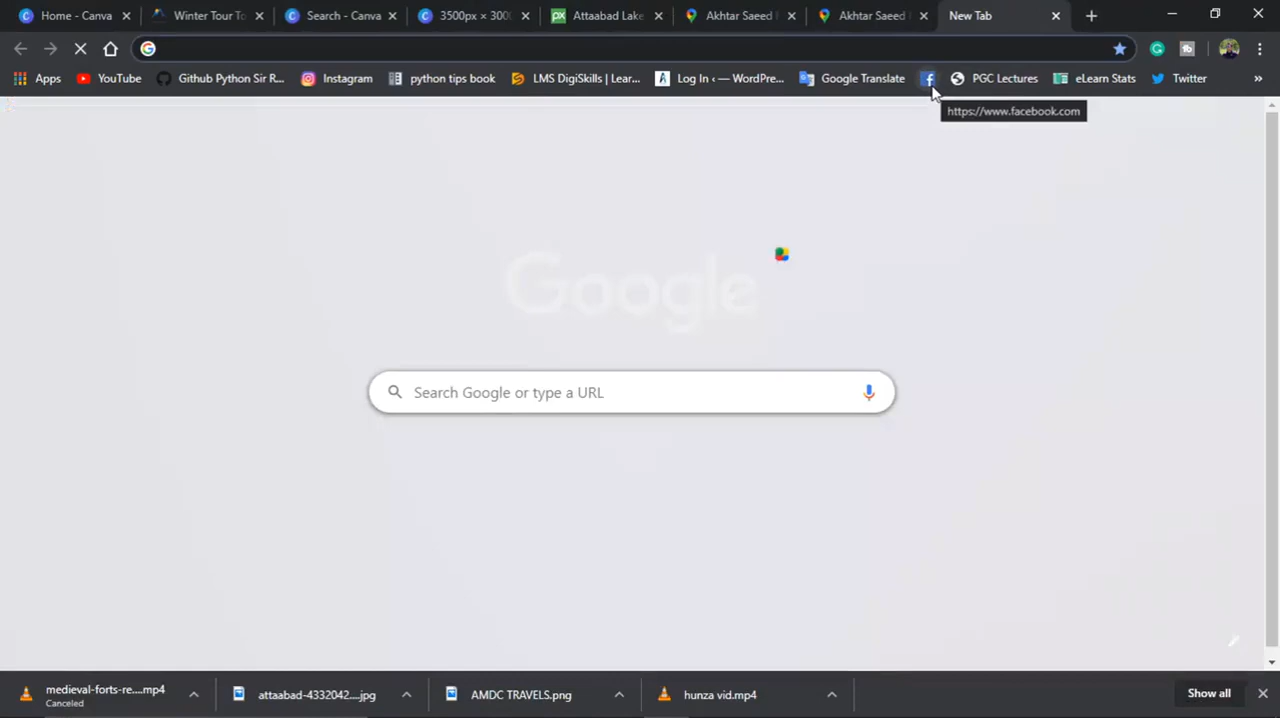 Home - Canva
Winter Tour To
Search - Canva
3500px × 300
Attaabad Lake
Akhtar Saeed
Akhtar Saeed
New Tab
Apps
YouTube
Github Python Sir R...
Instagram
python tips book
LMS DigiSkills | Lear...
Log In ‹ — WordPre...
Google Translate
PGC Lectures
eLearn Stats
Twitter
»
https://www.facebook.com
Google
Search Google or type a URL
medieval-forts-re....mp4
Canceled
attaabad-4332042....jpg
AMDC TRAVELS.png
hunza vid.mp4
Show all